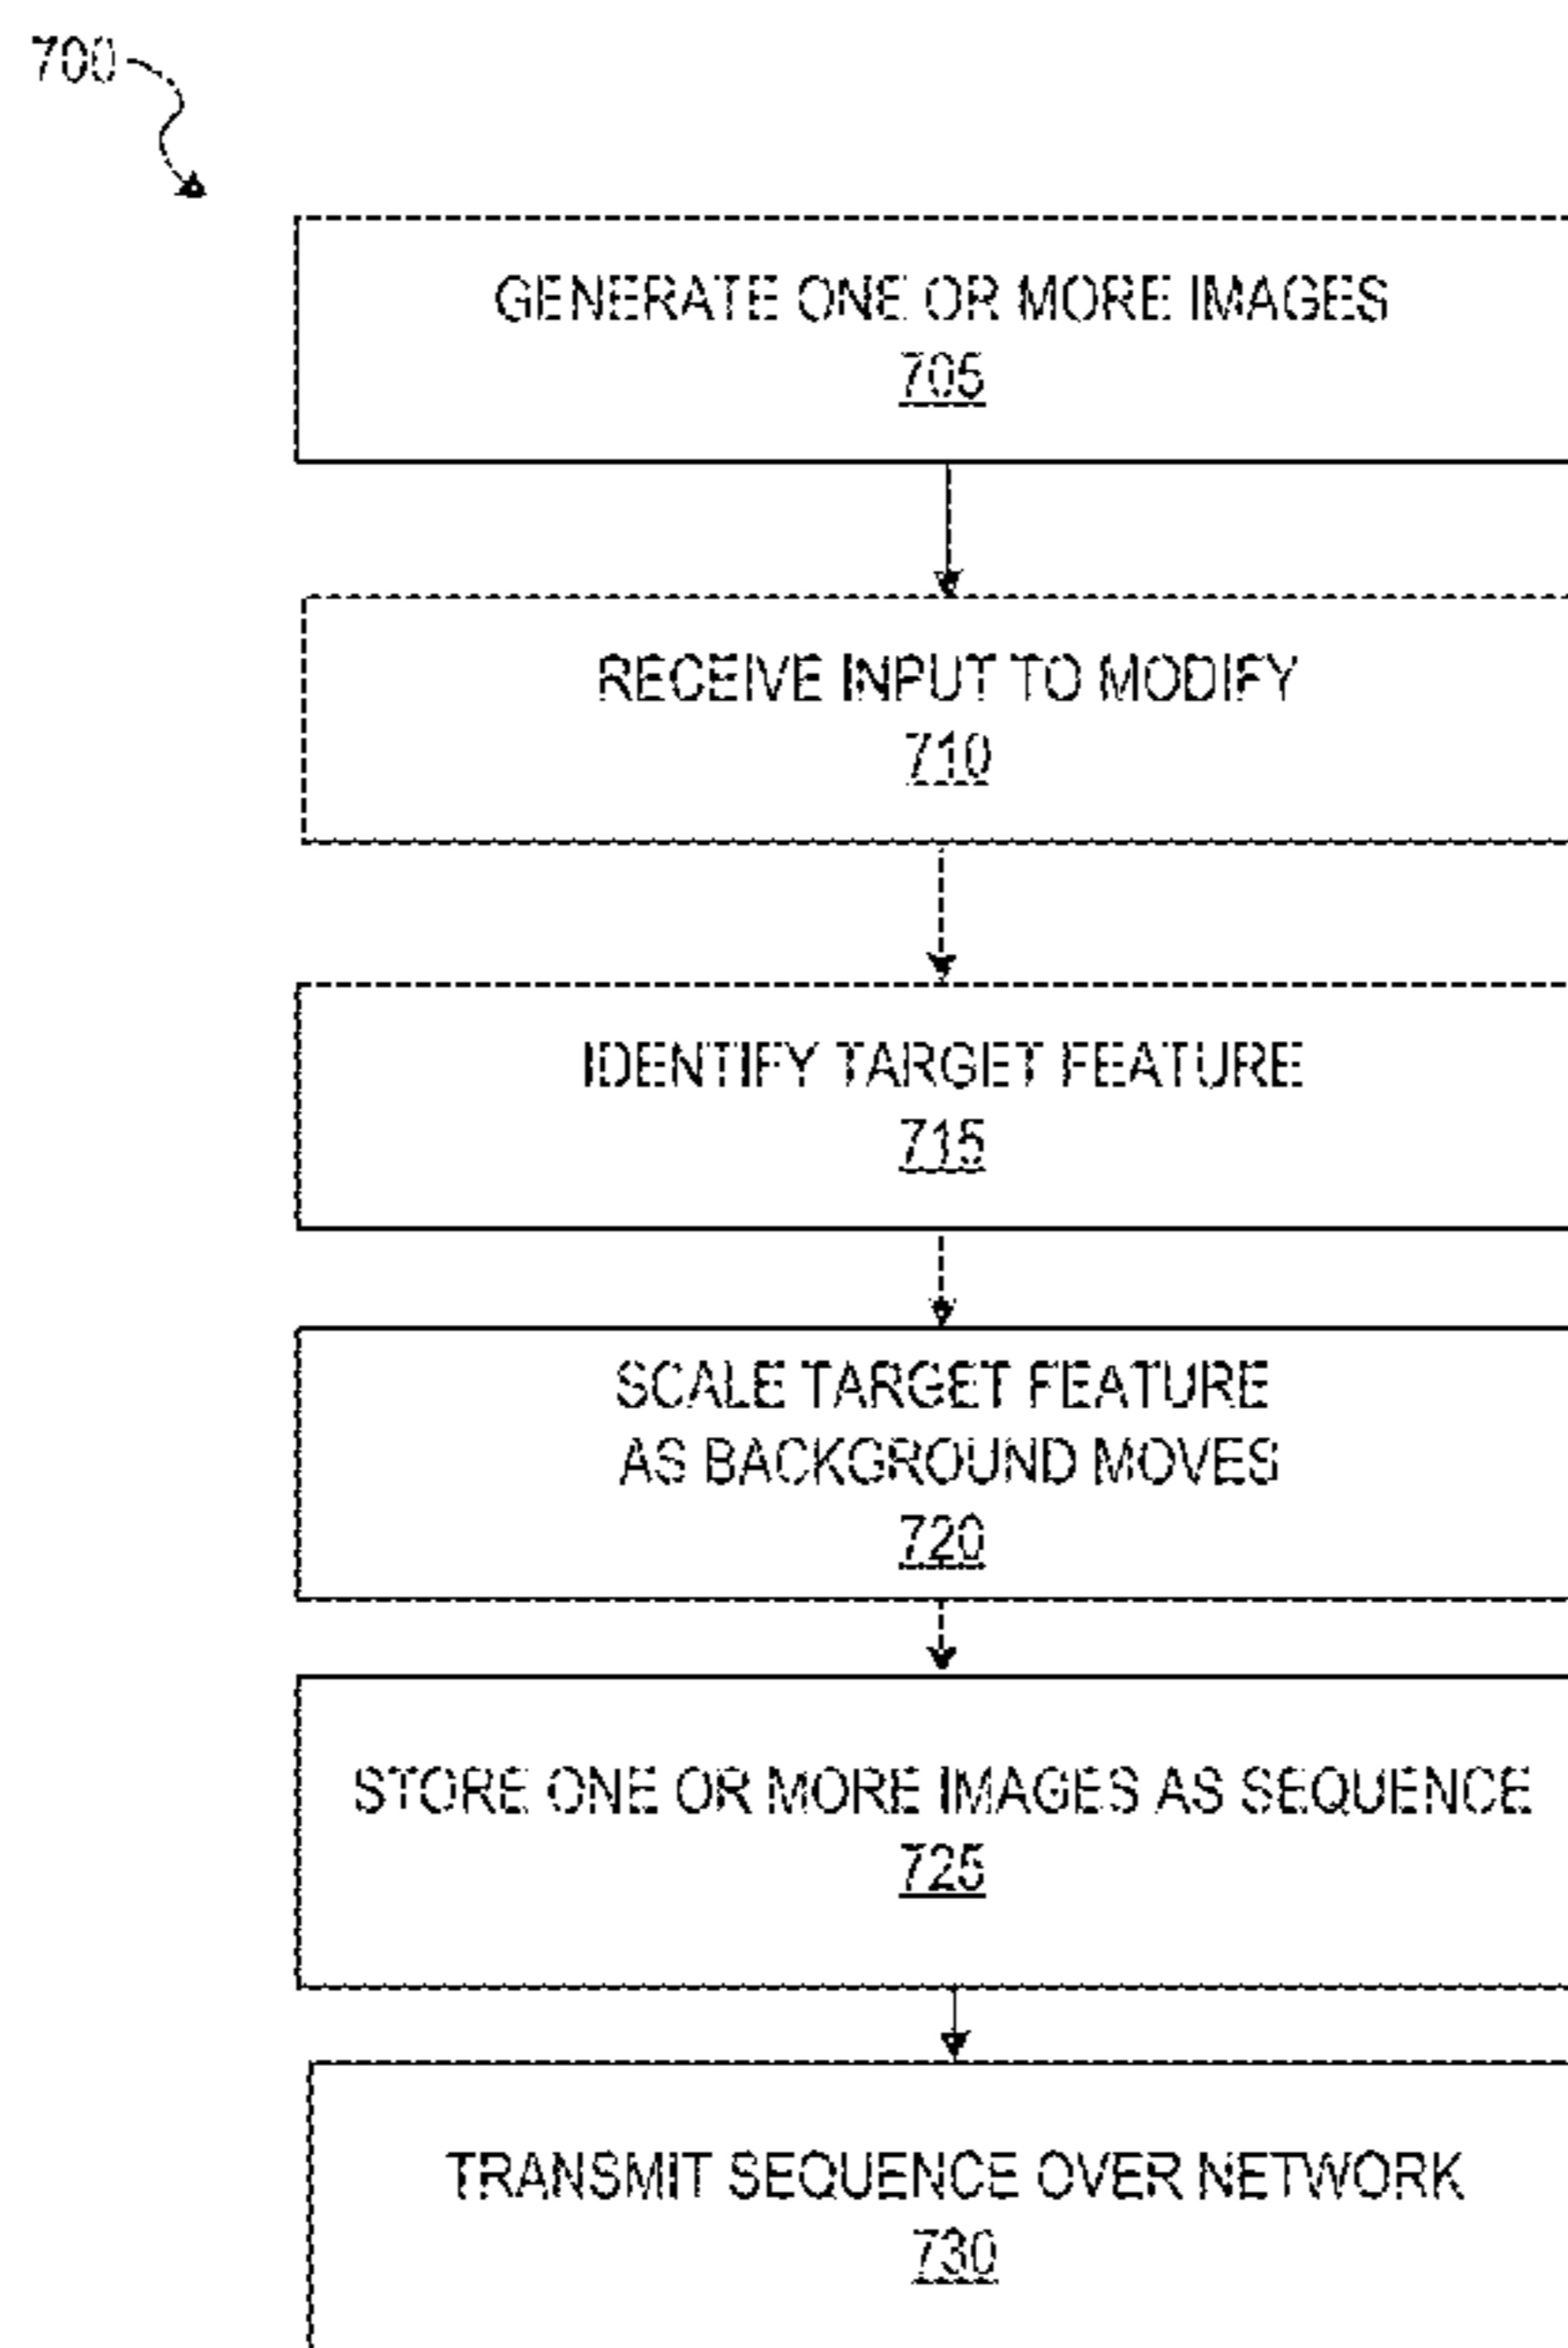 700
GENERATE ONE OR MORE IMAGES
705
RECEIVE INPUT TO MODIFY
710
IDENTIFY TARGET FEATURE
715
SCALE TARGET FEATURE
AS BACKGROUND MOVES
720
STORE ONE OR MORE IMAGES AS SEQUENCE
725
TRANSMIT SEQUENCE OVER NETWORK
730